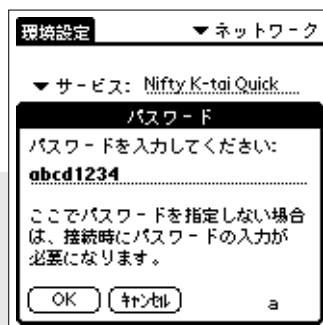 環境設定 ▼ネットワーク
▼サービス: Nifty K-tai Quick
パスワード
パスワードを入力してください:
abcd1234
ここでパスワードを指定しない場合
は、接続時にパスワードの入力が
必要になります。
OK キャンセル a